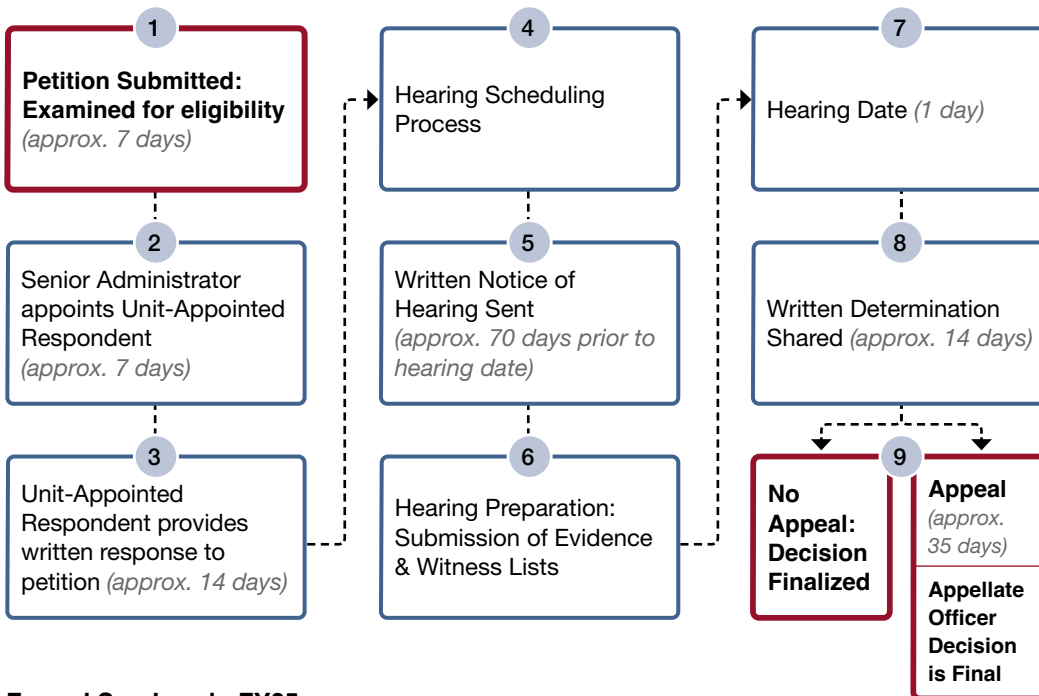 1
Petition Submitted:
Examined for eligibility
(approx. 7 days)
2
Senior Administrator
appoints Unit-Appointed
Respondent
(approx. 7 days)
3
Unit-Appointed
Respondent provides
written response to
petition (approx. 14 days)
4
Hearing Scheduling
Process
5
Written Notice of
Hearing Sent
(approx. 70 days prior to
hearing date)
6
Hearing Preparation:
Submission of Evidence
& Witness Lists
7
Hearing Date (1 day)
8
Written Determination
Shared (approx. 14 days)
9
No
Appeal:
Decision
Finalized
Appeal
(approx.
35 days)
Appellate
Officer
Decision
is Final